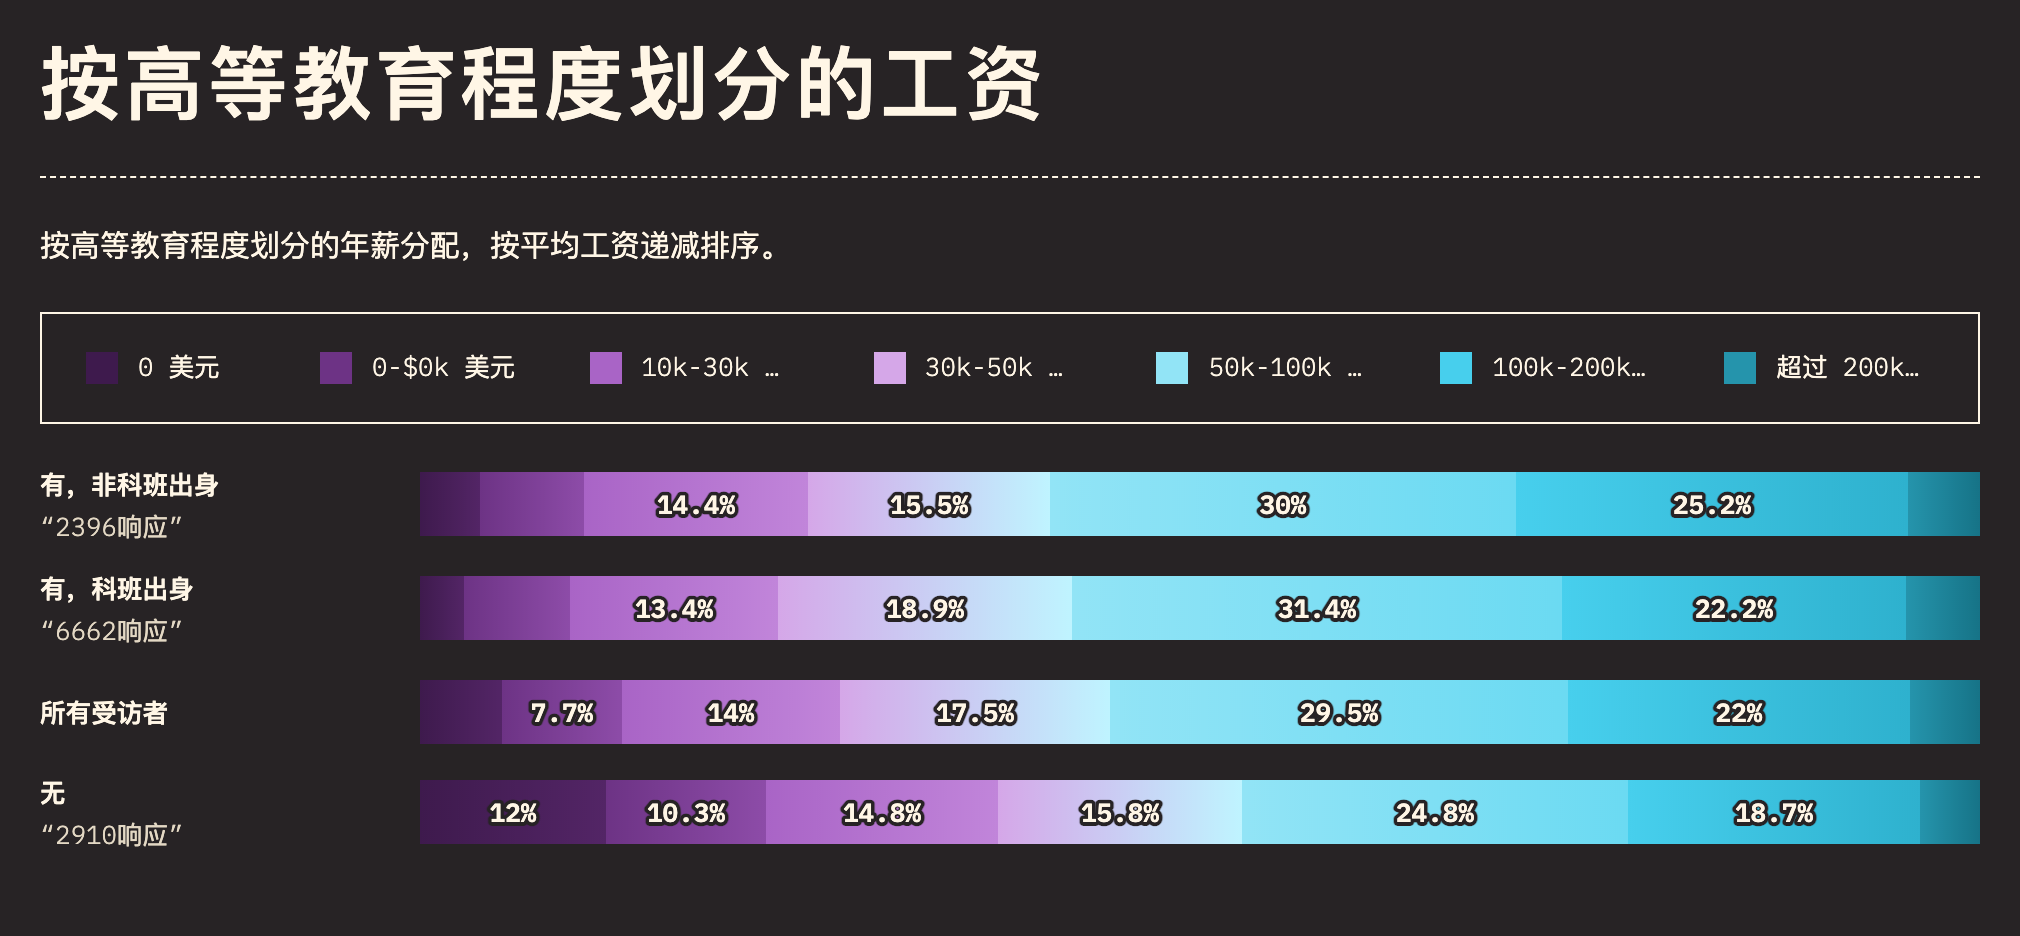 按高等教育程度划分的工资
按高等教育程度划分的年薪分配，按平均工资递减排序。
0 美元 0-$0k 美元 10k-30k … 30k-50k … 50k-100k … 100k-200k… 超过 200k…
有，非科班出身
“2396响应”
14.4% 15.5% 30% 25.2%
有，科班出身
“6662响应”
13.4% 18.9% 31.4% 22.2%
所有受访者
7.7% 14% 17.5% 29.5% 22%
无
“2910响应”
12% 10.3% 14.8% 15.8% 24.8% 18.7%